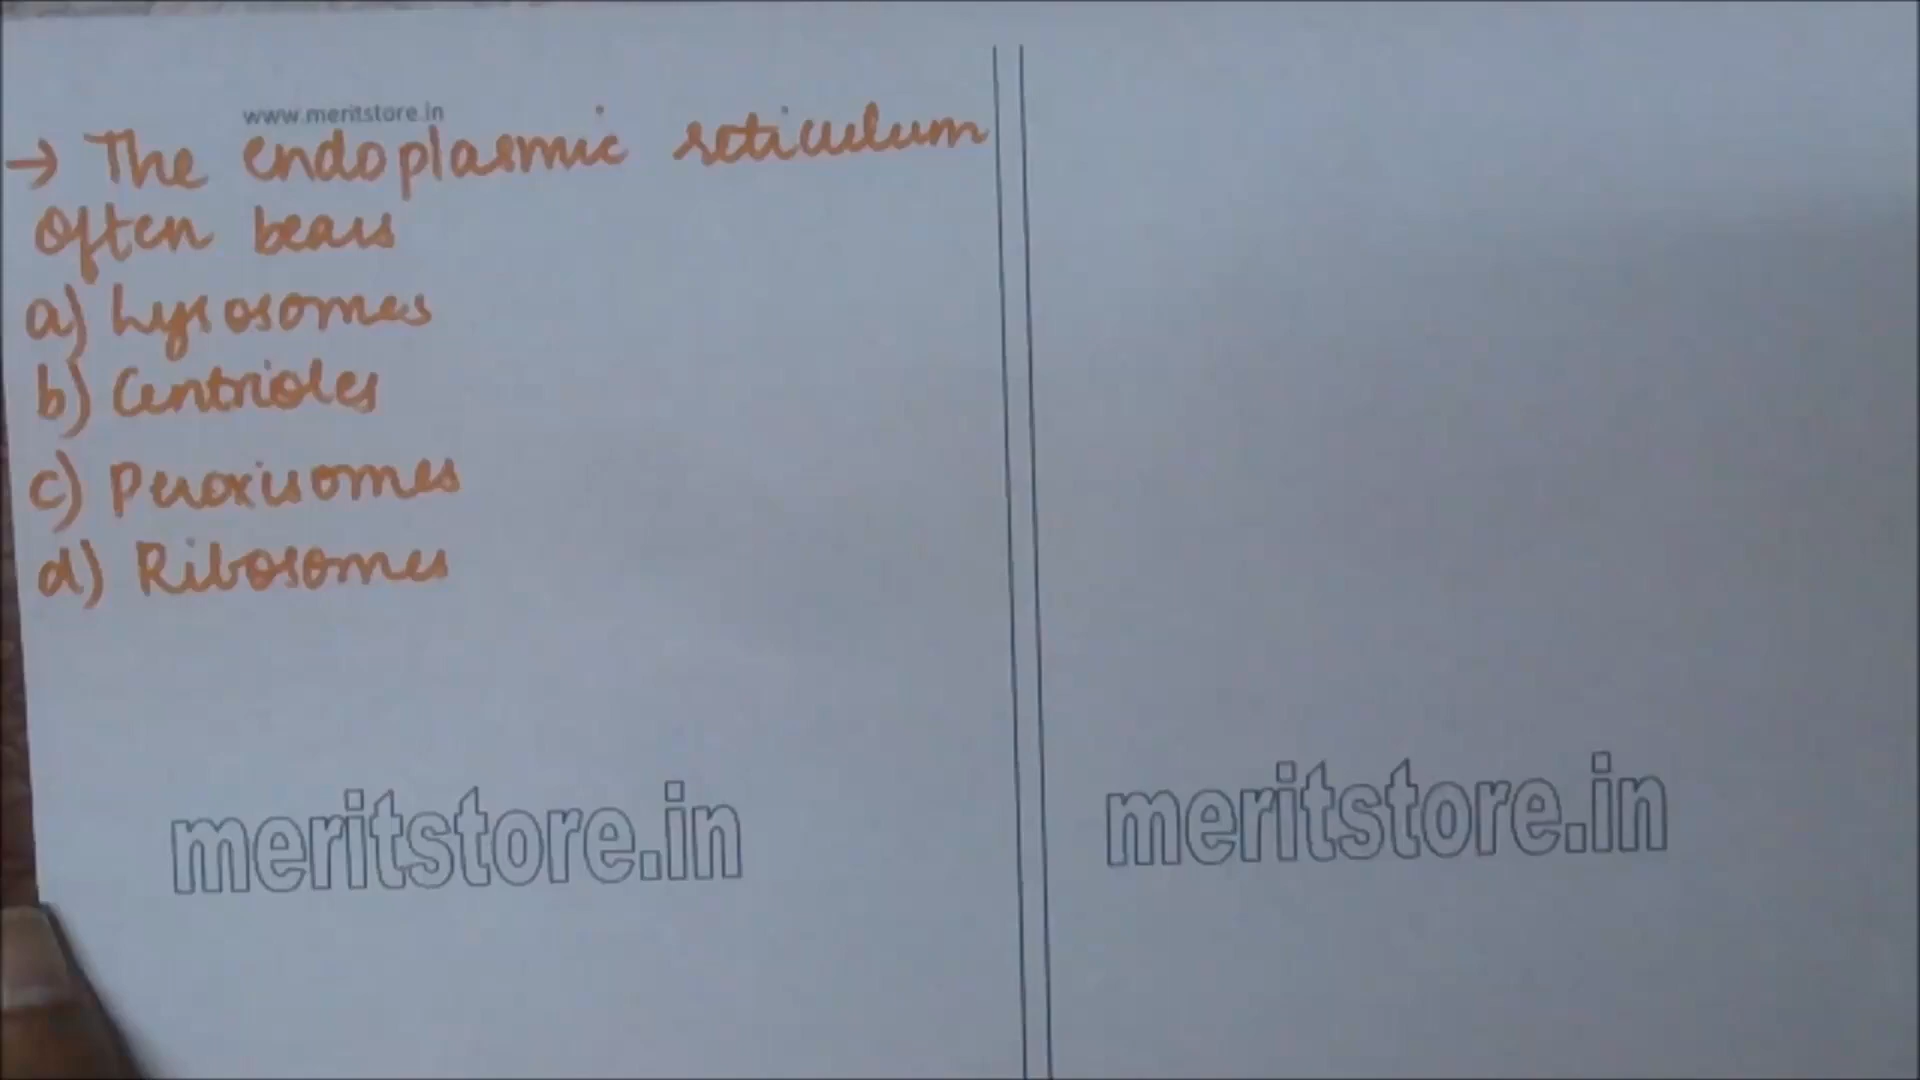 www.meritstore.in
→ The endoplasmic reticulum
often bears
a) Lysosomes
b) Centrioles
c) Peroxisomes
d) Ribosomes
meritstore.in
meritstore.in